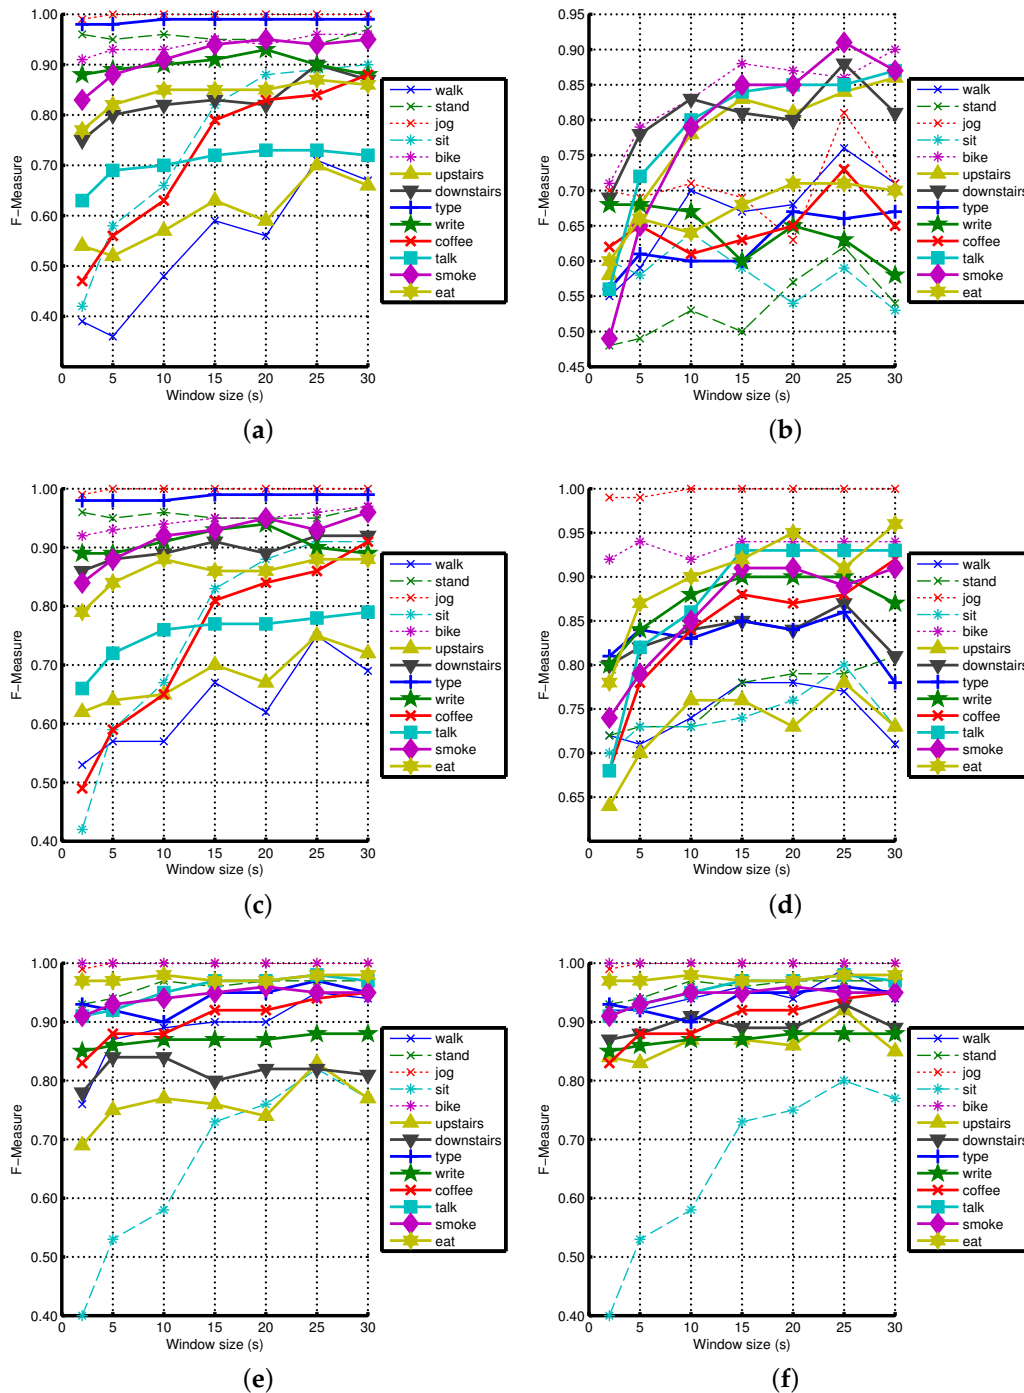 1.00
0.90
0.80
0.70
0.60
0.50
0.40
F−Measure
0 5 10 15 20 25 30
Window size (s)
walk
stand
jog
sit
bike
upstairs
downstairs
type
write
coffee
talk
smoke
eat
(a)
0.95
0.90
0.85
0.80
0.75
0.70
0.65
0.60
0.55
0.50
0.45
F−Measure
0 5 10 15 20 25 30
Window size (s)
walk
stand
jog
sit
bike
upstairs
downstairs
type
write
coffee
talk
smoke
eat
(b)
1.00
0.90
0.80
0.70
0.60
0.50
0.40
F−Measure
0 5 10 15 20 25 30
Window size (s)
walk
stand
jog
sit
bike
upstairs
downstairs
type
write
coffee
talk
smoke
eat
(c)
1.00
0.95
0.90
0.85
0.80
0.75
0.70
0.65
F−Measure
0 5 10 15 20 25 30
Window size (s)
walk
stand
jog
sit
bike
upstairs
downstairs
type
write
coffee
talk
smoke
eat
(d)
1.00
0.90
0.80
0.70
0.60
0.50
0.40
F−Measure
0 5 10 15 20 25 30
Window size (s)
walk
stand
jog
sit
bike
upstairs
downstairs
type
write
coffee
talk
smoke
eat
(e)
1.00
0.90
0.80
0.70
0.60
0.50
0.40
F−Measure
0 5 10 15 20 25 30
Window size (s)
walk
stand
jog
sit
bike
upstairs
downstairs
type
write
coffee
talk
smoke
eat
(f)